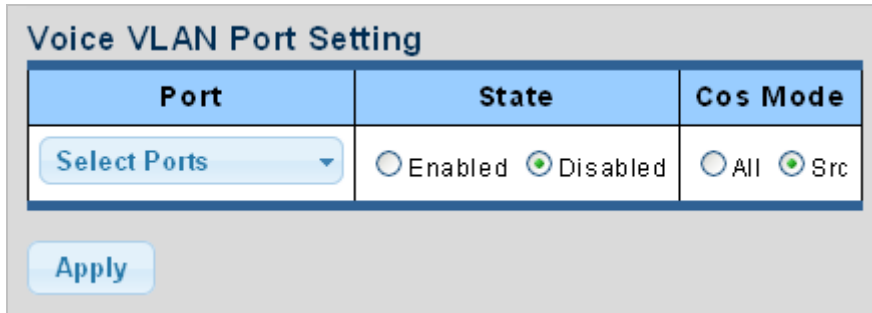 Voice VLAN Port Setting
Port State Cos Mode
Select Ports Enabled Disabled All Src
Apply